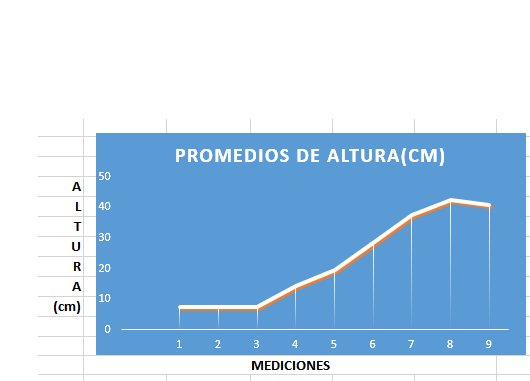 PROMEDIOS DE ALTURA(CM)
A
L
T
U
R
A
(cm)
50
40
30
20
10
0
1 2 3 4 5 6 7 8 9
MEDICIONES